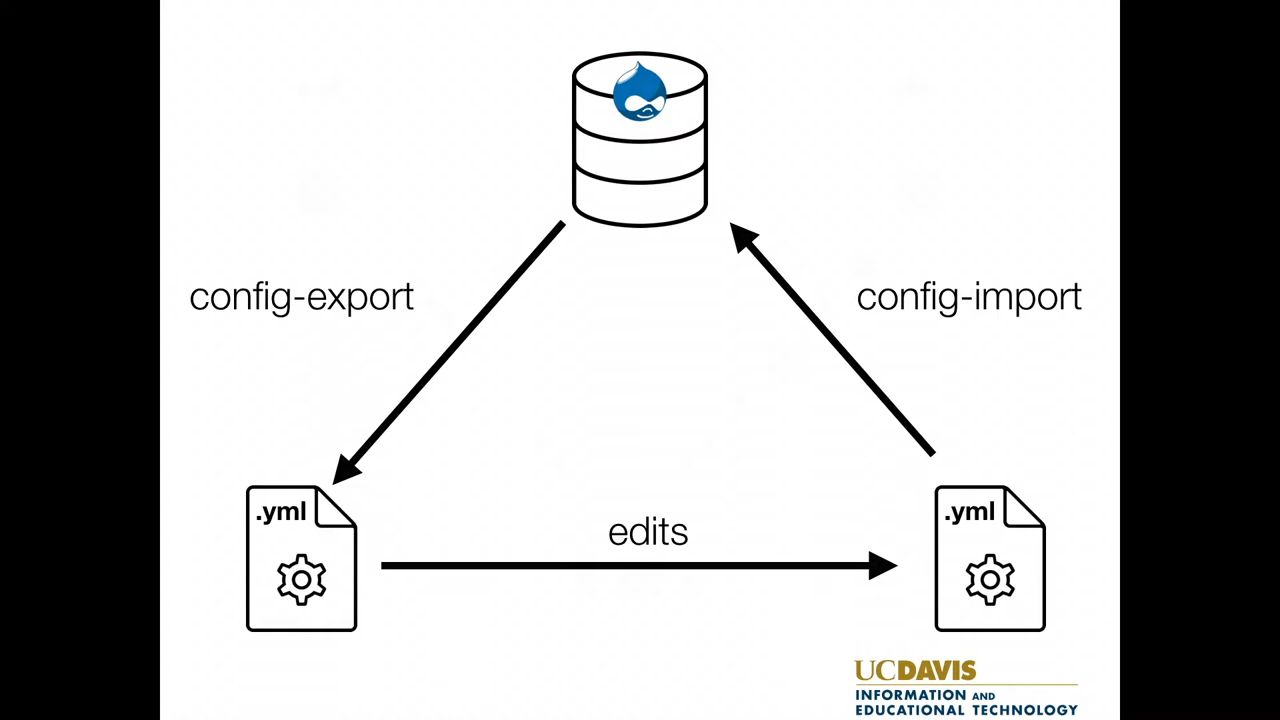 config-export
config-import
.yml
edits
.yml
UCDAVIS
INFORMATION AND
EDUCATIONAL TECHNOLOGY